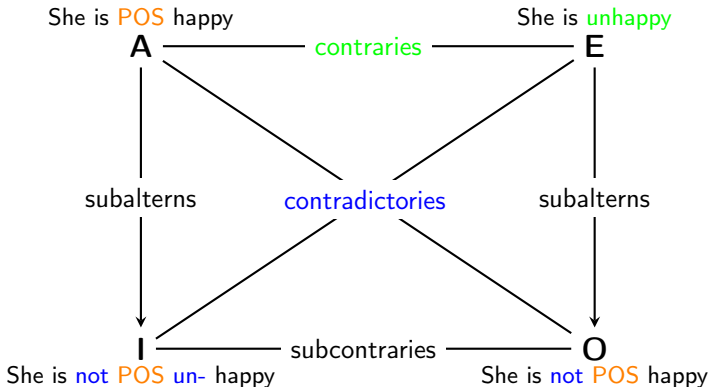 She is POS happy
She is unhappy
A
contraries
E
subalterns
contradictories
subalterns
I
subcontraries
O
She is not POS un- happy
She is not POS happy